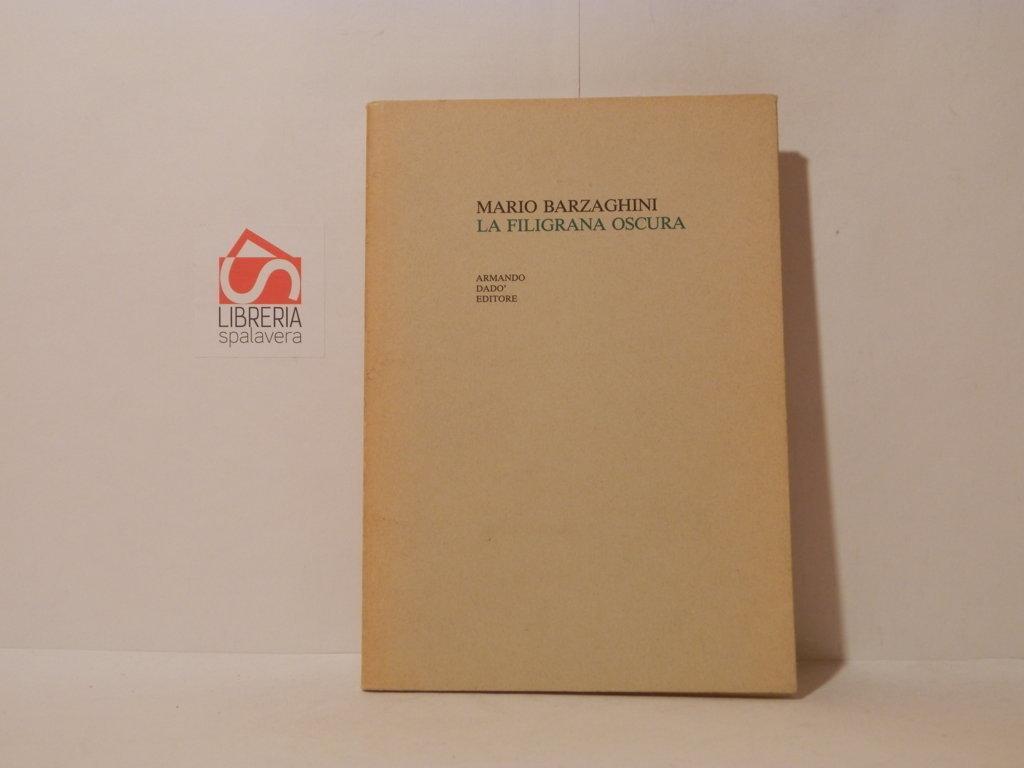 MARIO BARZAGHINI
LA FILIGRANA OSCURA
ARMANDO
DADO'
EDITORE
LIBRERIA
spalavera